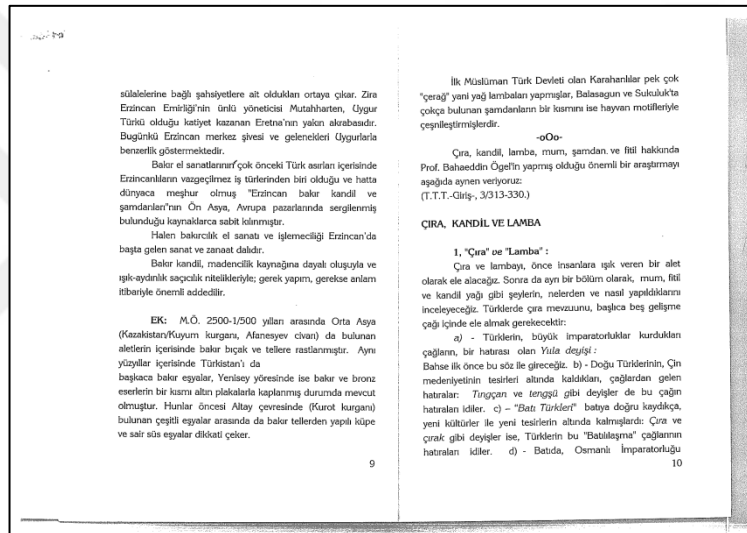 sülalelerine bağlı şahsiyetlere ait oldukları ortaya çıkar. Zira
Erzincan Emirliği'nin ünlü yöneticisi Mutahharten, Uygur
Türkü olduğu katiyet kazanan Eretna'nın yakın akrabasıdır.
Bugünkü Erzincan merkez şivesi ve gelenekleri Uygurlarla
benzerlik göstermektedir.
Bakır el sanatlarının çok önceki Türk asırları içerisinde
Erzincanlıların vazgeçilmez iş türlerinden biri olduğu ve hatta
dünyaca meşhur olmuş "Erzincan bakır kandil ve
şamdanları"nın Ön Asya, Avrupa pazarlarında sergilenmiş
bulunduğu kaynaklarca sabit kılınmıştır.
Halen bakırcılık el sanatı ve işlemeciliği Erzincan'da
başta gelen sanat ve zanaat dalıdır.
Bakır kandil, madencilik kaynağına dayalı oluşuyla ve
ışık-aydınlık saçıcılık nitelikleriyle; gerek yapım, gerekse anlam
itibariyle önemli addedilir.
EK: M.Ö. 2500-1/500 yılları arasında Orta Asya
(Kazakistan/Kuyum kurganı, Afanesyev civarı) da bulunan
aletlerin içerisinde bakır bıçak ve tellere rastlanmıştır. Aynı
yüzyıllar içerisinde Türkistan'ı da
başkaca bakır eşyalar, Yenisey yöresinde ise bakır ve bronz
eserlerin bir kısmı altın plakalarla kaplanmış durumda mevcut
olmuştur. Hunlar öncesi Altay çevresinde (Kurot kurganı)
bulunan çeşitli eşyalar arasında da bakır tellerden yapılı küpe
ve sair süs eşyalar dikkati çeker.
9
İlk Müslüman Türk Devleti olan Karahanlılar pek çok
"çerağ" yani yağ lambaları yapmışlar, Balasagun ve Sukuluk'ta
çokça bulunan şamdanların bir kısmını ise hayvan motifleriyle
çeşnileştirmişlerdir.
-oOo-
Çıra, kandil, lamba, mum, şamdan ve fitil hakkında
Prof. Bahaeddin Ögel'in yapmış olduğu önemli bir araştırmayı
aşağıda aynen veriyoruz:
(T.T.T.-Giriş-, 3/313-330.)
ÇIRA, KANDİL VE LAMBA
1, "Çıra" ve "Lamba" :
Çıra ve lambayı, önce insanlara ışık veren bir alet
olarak ele alacağız. Sonra da ayrı bir bölüm olarak, mum, fitil
ve kandil yağı gibi şeylerin, nelerden ve nasıl yapıldıklarını
inceleyeceğiz. Türklerde çıra mevzuunu, başlıca beş gelişme
çağı içinde ele almak gerekecektir:
a) - Türklerin, büyük imparatorluklar kurdukları
çağların, bir hatırası olan Yula deyişi :
Bahse ilk önce bu söz ile gireceğiz. b) - Doğu Türklerinin, Çin
medeniyetinin tesirleri altında kaldıkları, çağlardan gelen
hatıralar: Tingçan ve tengşü gibi deyişler de bu çağın
hatıraları idiler. c) – "Batı Türkleri" batıya doğru kaydıkça,
yeni kültürler ile yeni tesirlerin altında kalmışlardı: Çıra ve
çırak gibi deyişler ise, Türklerin bu "Batılılaşma" çağlarının
hatıraları idiler. d) - Batıda, Osmanlı İmparatorluğu
10